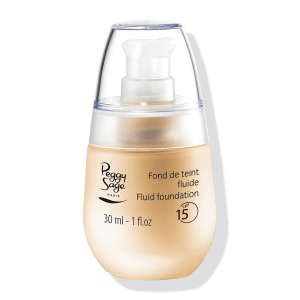 Peggy
Sage
PARIS
Fond de teint
fluide
Fluid foundation
30 ml - 1 fl.oz
SPF
15